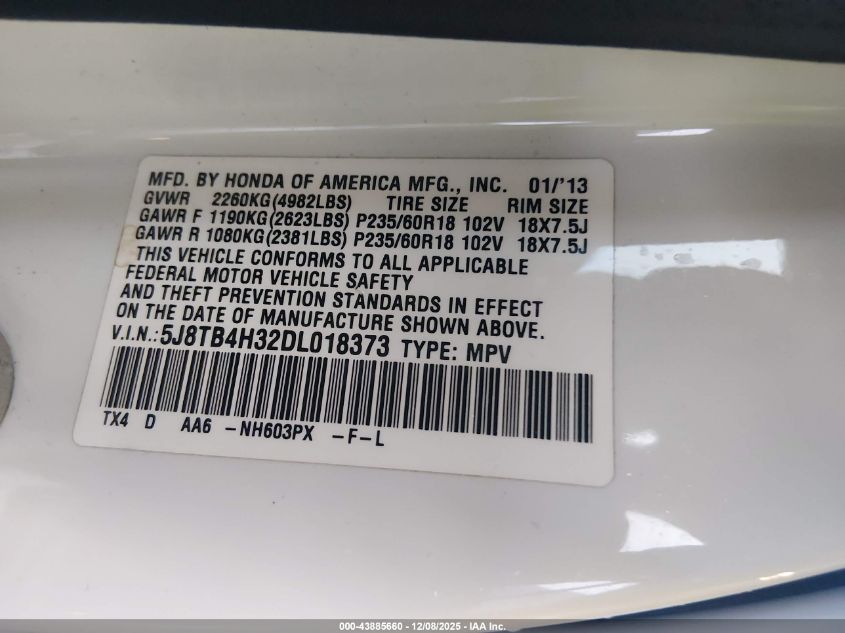 MFD. BY HONDA OF AMERICA MFG., INC. 01/'13
GVWR 2260KG(4982LBS) TIRE SIZE RIM SIZE
GAWR F 1190KG(2623LBS) P235/60R18 102V 18X7.5J
GAWR R 1080KG(2381LBS) P235/60R18 102V 18X7.5J
THIS VEHICLE CONFORMS TO ALL APPLICABLE
FEDERAL MOTOR VEHICLE SAFETY
AND THEFT PREVENTION STANDARDS IN EFFECT
ON THE DATE OF MANUFACTURE SHOWN ABOVE.
V.I.N.:5J8TB4H32DL018373 TYPE: MPV
TX4 D AA6 -NH603PX -F-L
000-43885660 - 12/08/2025 - IAA Inc.